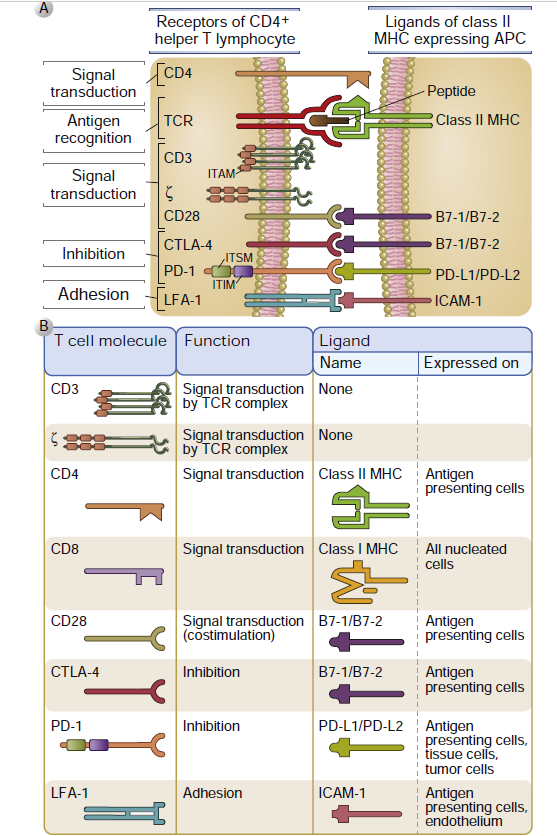 A
Receptors of CD4+
helper T lymphocyte
Ligands of class II
MHC expressing APC
Signal
transduction
CD4
Peptide
Antigen
recognition
TCR
Class II MHC
CD3
ITAM
Signal
transduction
ζ
CD28
B7-1/B7-2
CTLA-4
B7-1/B7-2
Inhibition
ITSM
PD-1
PD-L1/PD-L2
ITIM
Adhesion
LFA-1
ICAM-1
B
T cell molecule
Function
Ligand
Name
Expressed on
CD3
Signal transduction
by TCR complex
None
ζ
Signal transduction
by TCR complex
None
CD4
Signal transduction
Class II MHC
Antigen
presenting cells
CD8
Signal transduction
Class I MHC
All nucleated
cells
CD28
Signal transduction
(costimulation)
B7-1/B7-2
Antigen
presenting cells
CTLA-4
Inhibition
B7-1/B7-2
Antigen
presenting cells
PD-1
Inhibition
PD-L1/PD-L2
Antigen
presenting cells,
tissue cells,
tumor cells
LFA-1
Adhesion
ICAM-1
Antigen
presenting cells,
endothelium